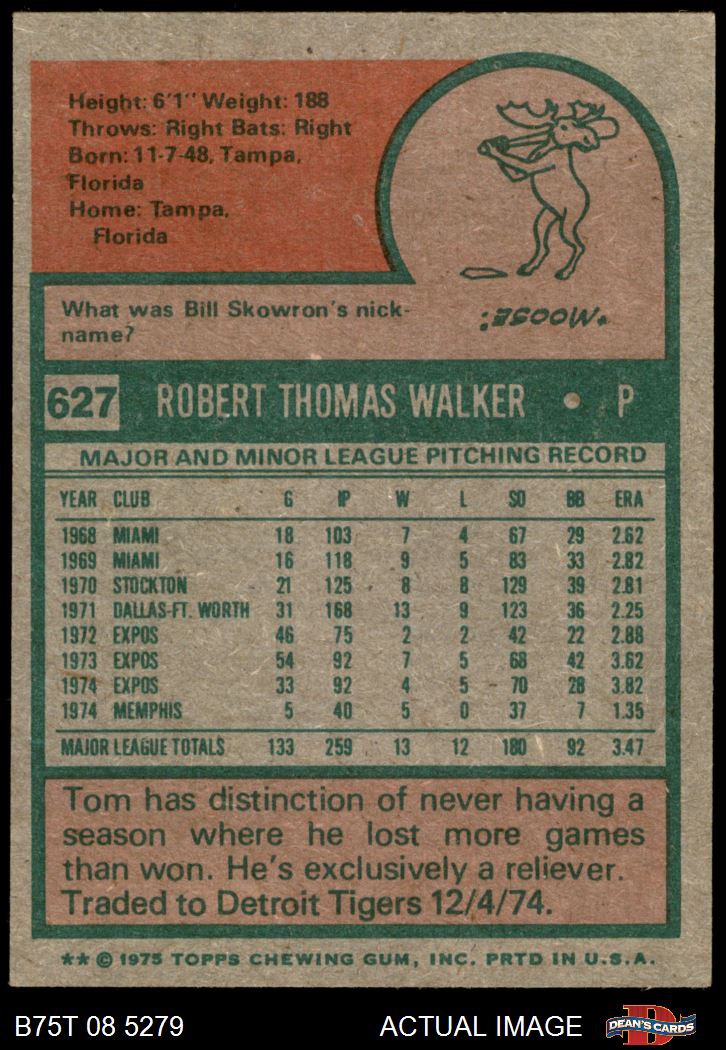 Height: 6'1" Weight: 188
Throws: Right Bats: Right
Born: 11-7-48, Tampa,
Florida
Home: Tampa,
Florida
What was Bill Skowron's nick-
name?
"MOOSE."
627 ROBERT THOMAS WALKER • P
MAJOR AND MINOR LEAGUE PITCHING RECORD
YEAR CLUB G IP W L SO BB ERA
1968 MIAMI 18 103 7 4 67 29 2.62
1969 MIAMI 16 118 9 5 83 33 2.82
1970 STOCKTON 21 125 8 8 129 39 2.81
1971 DALLAS-FT. WORTH 31 168 13 9 123 36 2.25
1972 EXPOS 46 75 2 2 42 22 2.88
1973 EXPOS 54 92 7 5 68 42 3.62
1974 EXPOS 33 92 4 5 70 28 3.82
1974 MEMPHIS 5 40 5 0 37 7 1.35
MAJOR LEAGUE TOTALS 133 259 13 12 180 92 3.47
Tom has distinction of never having a
season where he lost more games
than won. He's exclusively a reliever.
Traded to Detroit Tigers 12/4/74.
** © 1975 TOPPS CHEWING GUM, INC. PRTD IN U.S.A.
B75T 08 5279 ACTUAL IMAGE DEAN'S CARDS